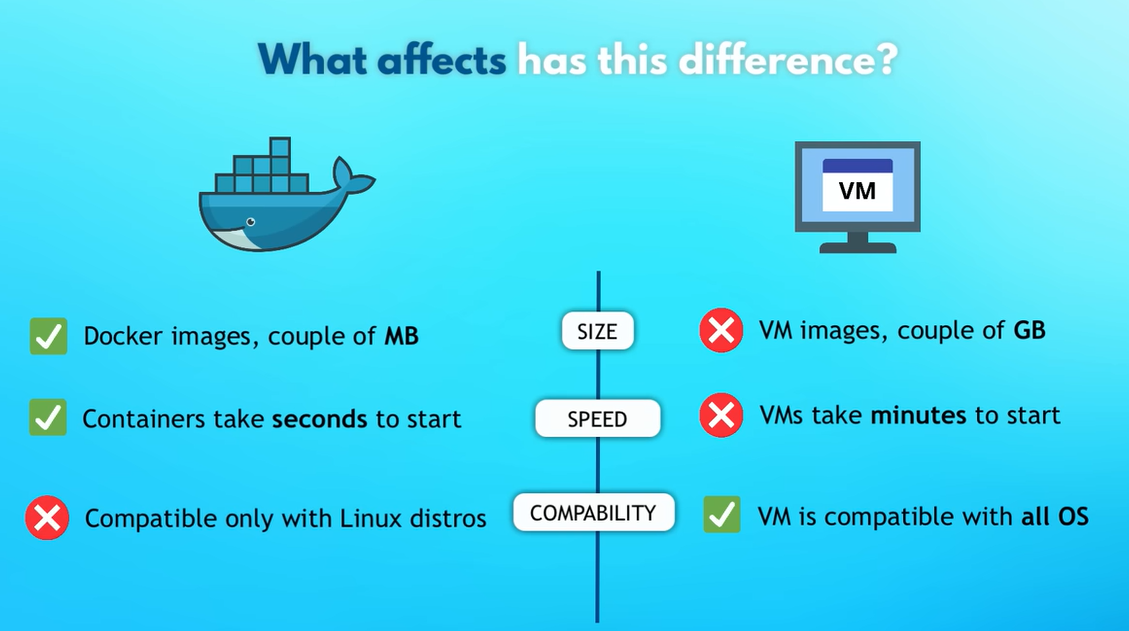 What affects has this difference?
VM
Docker images, couple of MB
SIZE
VM images, couple of GB
Containers take seconds to start
SPEED
VMs take minutes to start
Compatible only with Linux distros
COMPABILITY
VM is compatible with all OS